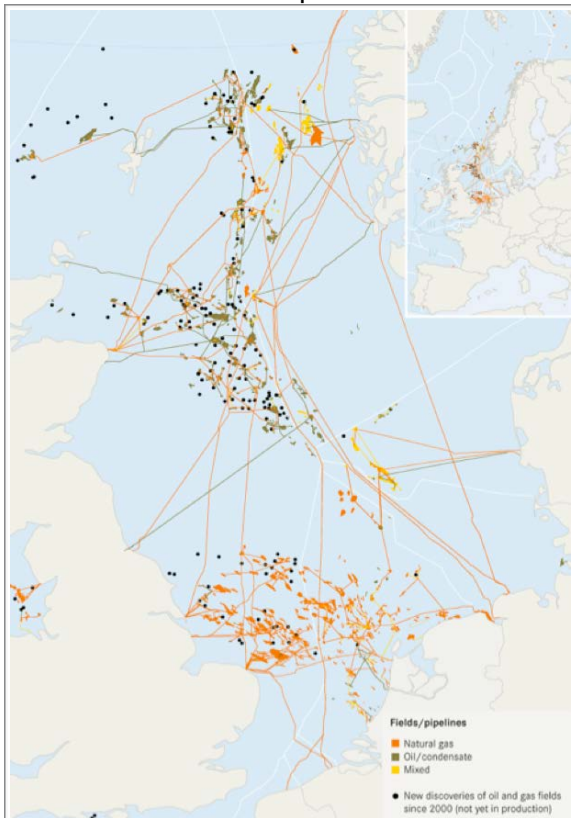 Fields/pipelines
Natural gas
Oil/condensate
Mixed
New discoveries of oil and gas fields
since 2000 (not yet in production)